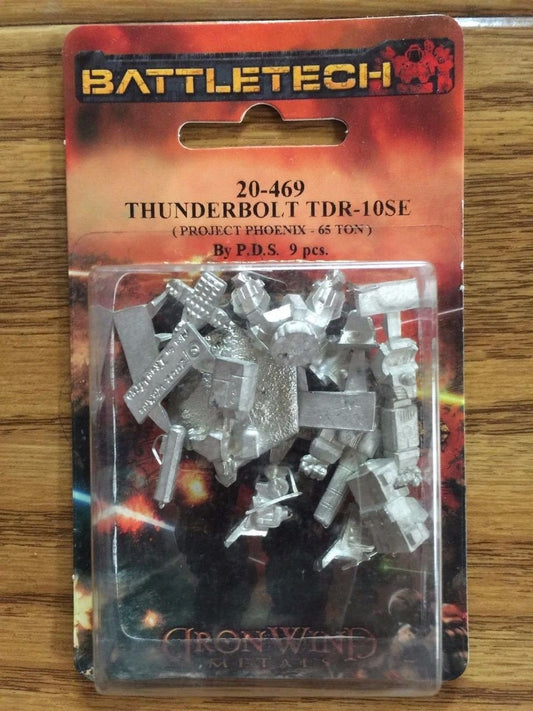 BATTLETECH
20-469
THUNDERBOLT TDR-10SE
( PROJECT PHOENIX - 65 TON )
By P.D.S. 9 pcs.
IRON WIND
METALS